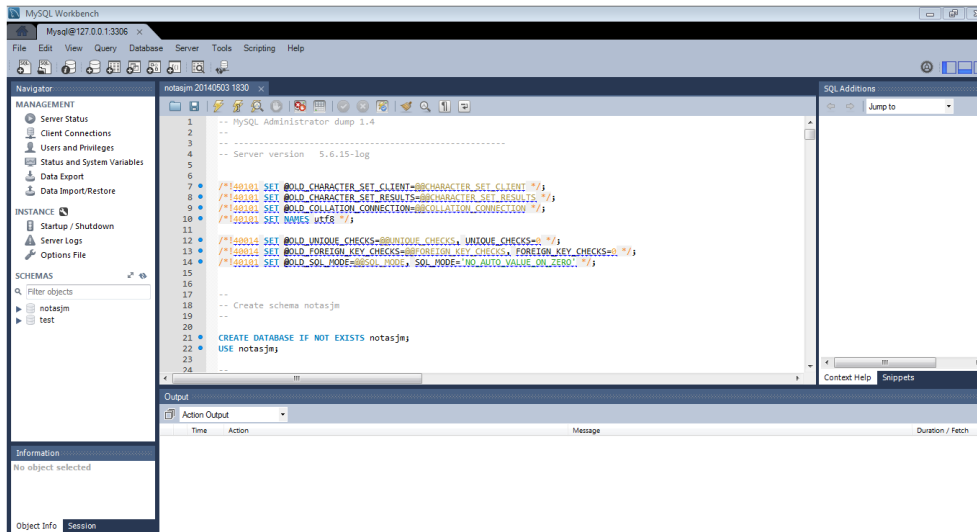 MySQL Workbench
Mysql@127.0.0.1:3306
File Edit View Query Database Server Tools Scripting Help
Navigator
MANAGEMENT
Server Status
Client Connections
Users and Privileges
Status and System Variables
Data Export
Data Import/Restore
INSTANCE
Startup / Shutdown
Server Logs
Options File
SCHEMAS
Filter objects
notasjm
test
Information
No object selected
Object Info Session
notasjm 20140503 1830
1 -- MySQL Administrator dump 1.4
2 --
3 -- ------------------------------------------------------
4 -- Server version 5.6.15-log
5
6
7 /*!40101 SET @OLD_CHARACTER_SET_CLIENT=@@CHARACTER_SET_CLIENT */;
8 /*!40101 SET @OLD_CHARACTER_SET_RESULTS=@@CHARACTER_SET_RESULTS */;
9 /*!40101 SET @OLD_COLLATION_CONNECTION=@@COLLATION_CONNECTION */;
10 /*!40101 SET NAMES utf8 */;
11
12 /*!40014 SET @OLD_UNIQUE_CHECKS=@@UNIQUE_CHECKS, UNIQUE_CHECKS=0 */;
13 /*!40014 SET @OLD_FOREIGN_KEY_CHECKS=@@FOREIGN_KEY_CHECKS, FOREIGN_KEY_CHECKS=0 */;
14 /*!40101 SET @OLD_SQL_MODE=@@SQL_MODE, SQL_MODE='NO_AUTO_VALUE_ON_ZERO' */;
15
16
17 --
18 -- Create schema notasjm
19 --
20
21 CREATE DATABASE IF NOT EXISTS notasjm;
22 USE notasjm;
23
24 --
SQL Additions
Jump to
Context Help Snippets
Output
Action Output
Time Action Message Duration / Fetch